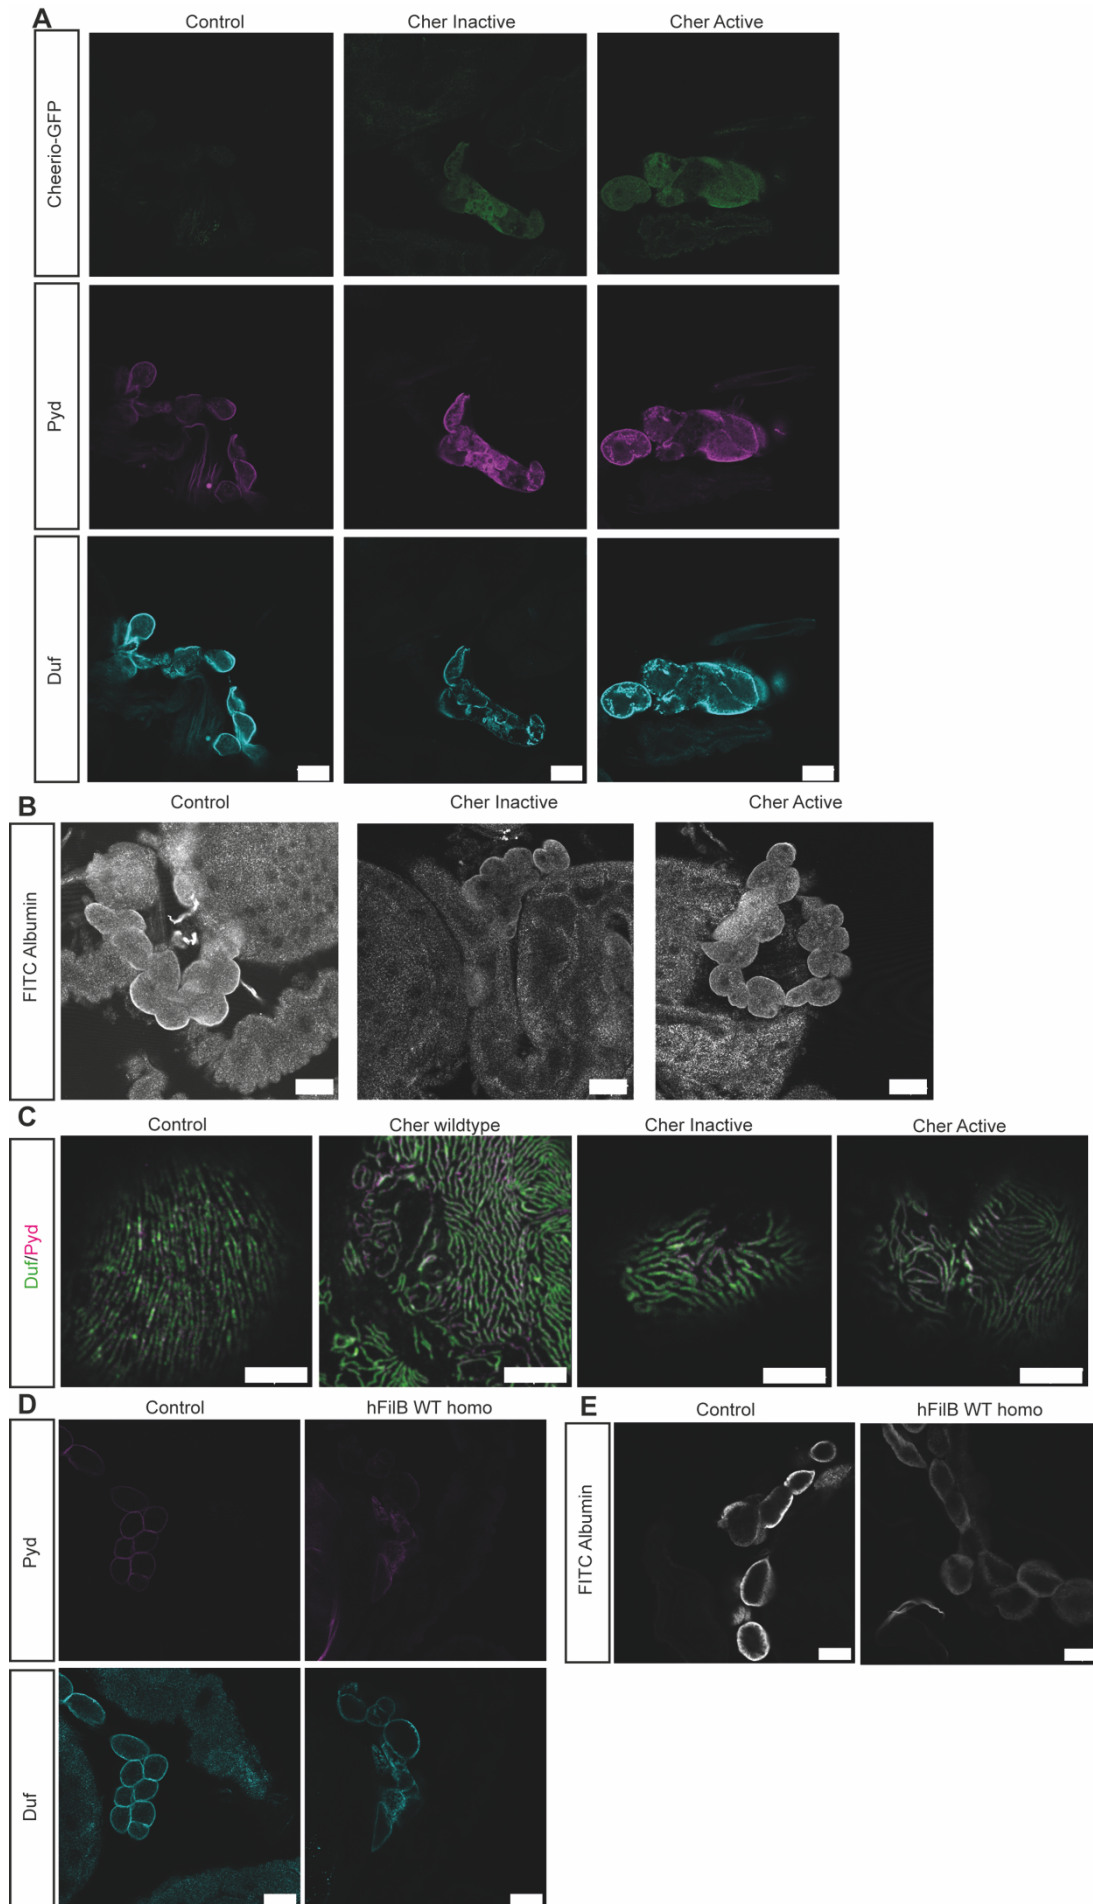 A
Control
Cher Inactive
Cher Active
Cheerio-GFP
Pyd
Duf
B
Control
Cher Inactive
Cher Active
FITC Albumin
C
Control
Cher wildtype
Cher Inactive
Cher Active
Duf/Pyd
D
Control
hFilB WT homo
Pyd
Duf
E
Control
hFilB WT homo
FITC Albumin